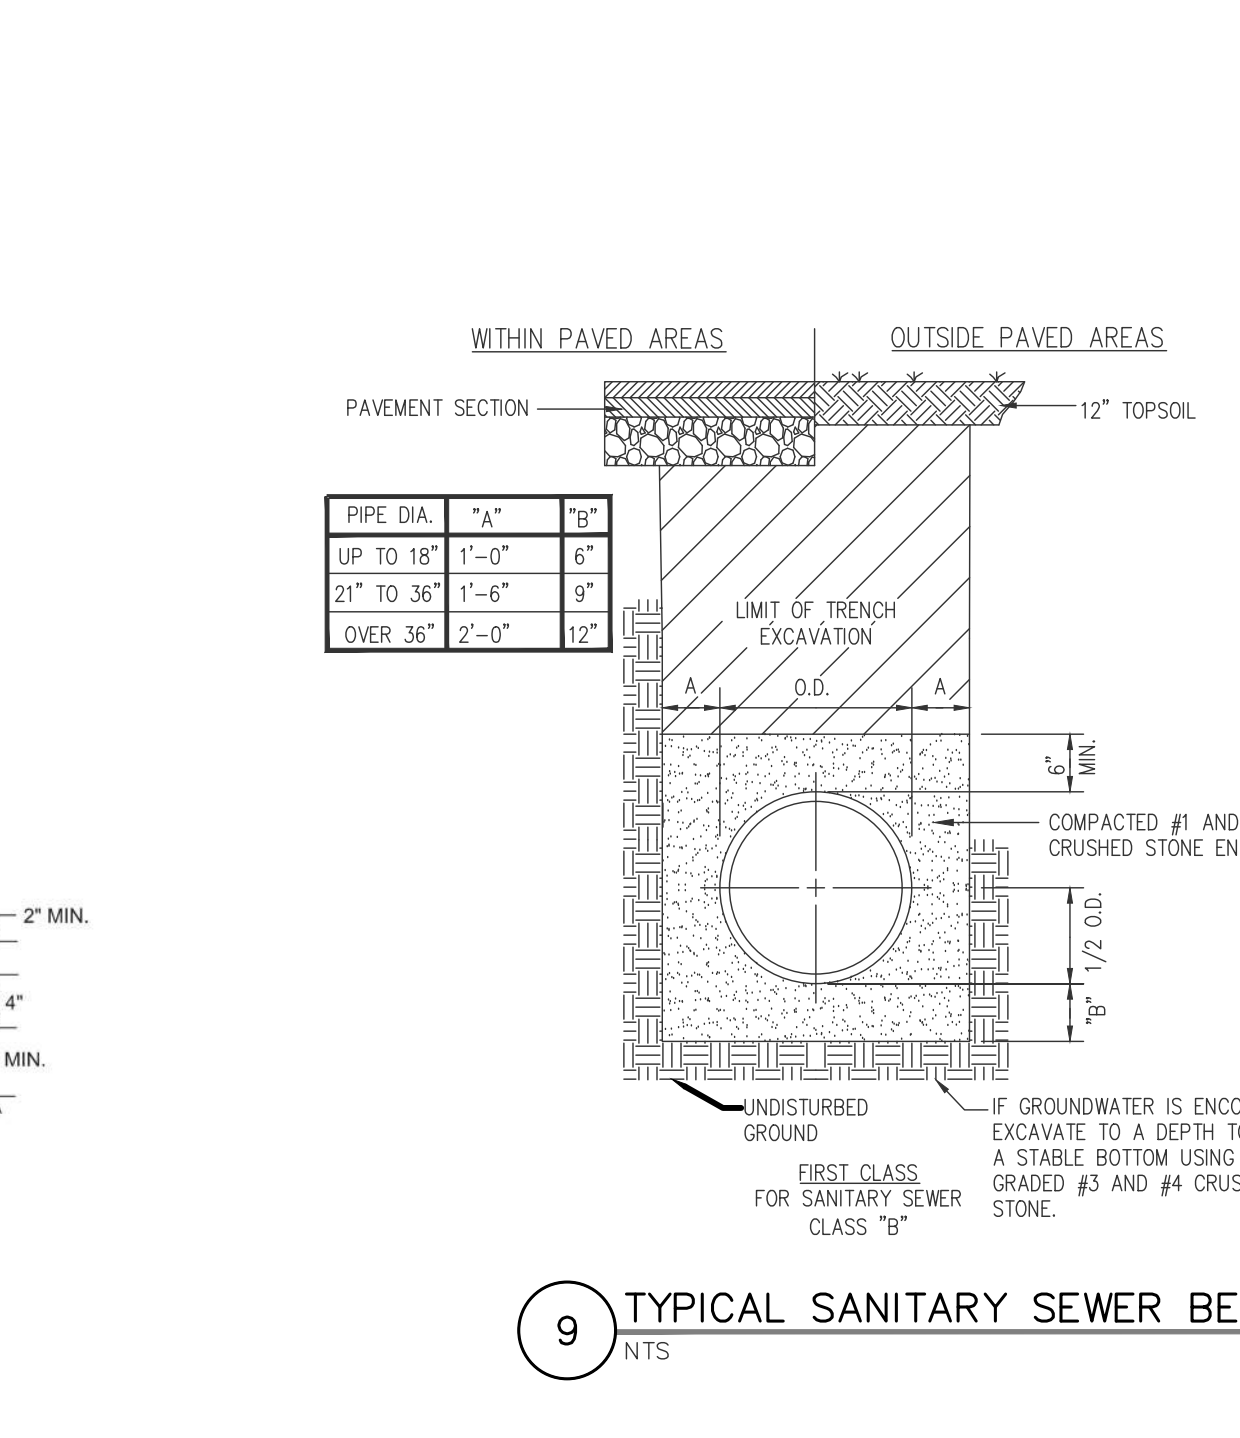 WITHIN PAVED AREAS
OUTSIDE PAVED AREAS
PAVEMENT SECTION
12" TOPSOIL
PIPE DIA. "A" "B"
UP TO 18" 1'-0" 6"
21" TO 36" 1'-6" 9"
OVER 36" 2'-0" 12"
LIMIT OF TRENCH
EXCAVATION
A
O.D.
A
6"
MIN.
COMPACTED #1 AND
CRUSHED STONE EN
1/2 O.D.
"B"
2" MIN.
4"
MIN.
UNDISTURBED
GROUND
IF GROUNDWATER IS ENCO
EXCAVATE TO A DEPTH TO
A STABLE BOTTOM USING
GRADED #3 AND #4 CRUS
STONE.
FIRST CLASS
FOR SANITARY SEWER
CLASS "B"
9
TYPICAL SANITARY SEWER BE
NTS